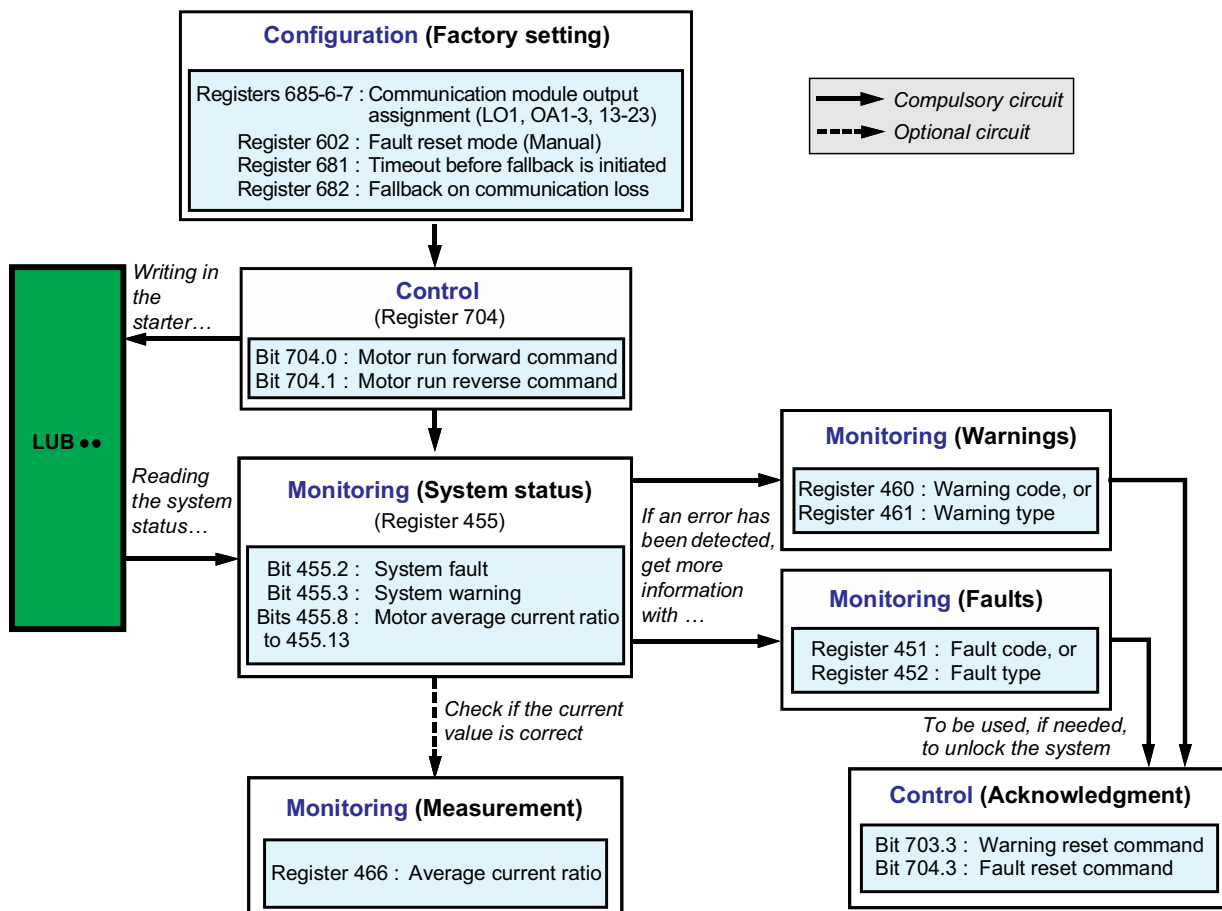 Configuration (Factory setting)
Registers 685-6-7 : Communication module output
assignment (LO1, OA1-3, 13-23)
Register 602 : Fault reset mode (Manual)
Register 681 : Timeout before fallback is initiated
Register 682 : Fallback on communication loss
Compulsory circuit
Optional circuit
Writing in
the
starter…
Control
(Register 704)
Bit 704.0 : Motor run forward command
Bit 704.1 : Motor run reverse command
LUB ●●
Reading
the system
status…
Monitoring (System status)
(Register 455)
Bit 455.2 : System fault
Bit 455.3 : System warning
Bits 455.8 : Motor average current ratio
to 455.13
If an error has
been detected,
get more
information
with …
Monitoring (Warnings)
Register 460 : Warning code, or
Register 461 : Warning type
Monitoring (Faults)
Register 451 : Fault code, or
Register 452 : Fault type
Check if the current
value is correct
To be used, if needed,
to unlock the system
Monitoring (Measurement)
Register 466 : Average current ratio
Control (Acknowledgment)
Bit 703.3 : Warning reset command
Bit 704.3 : Fault reset command